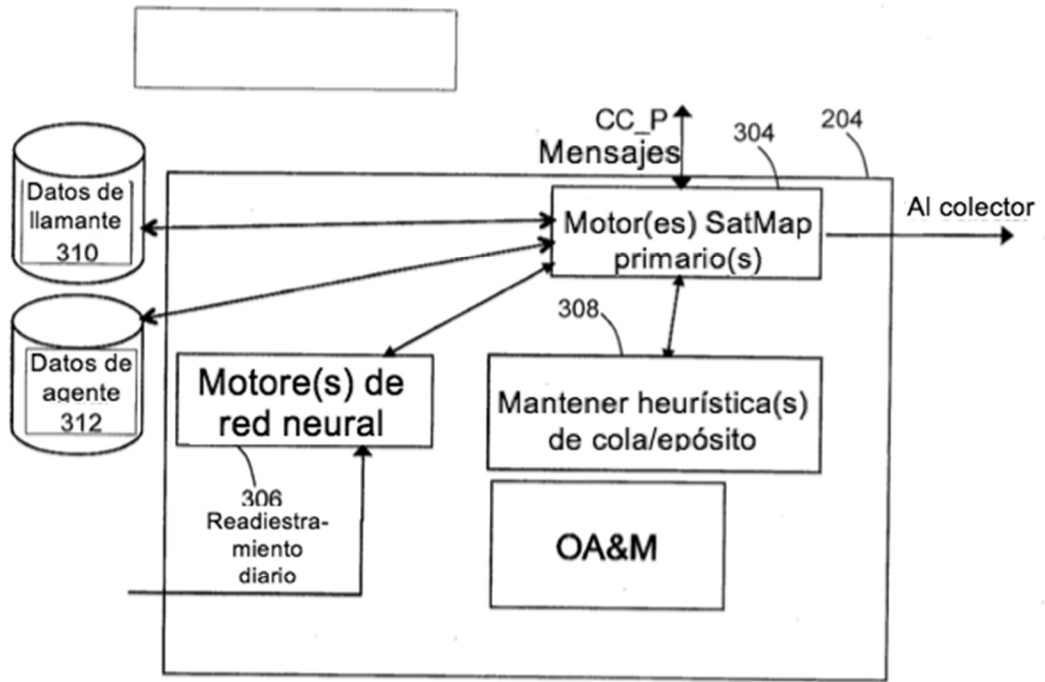 CC_P
Mensajes
304
204
Datos de
llamante
310
Motor(es) SatMap
primario(s)
Al colector
308
Datos de
agente
312
Motore(s) de
red neural
Mantener heurística(s)
de cola/epósito
306
Readiestra-
miento
diario
OA&M